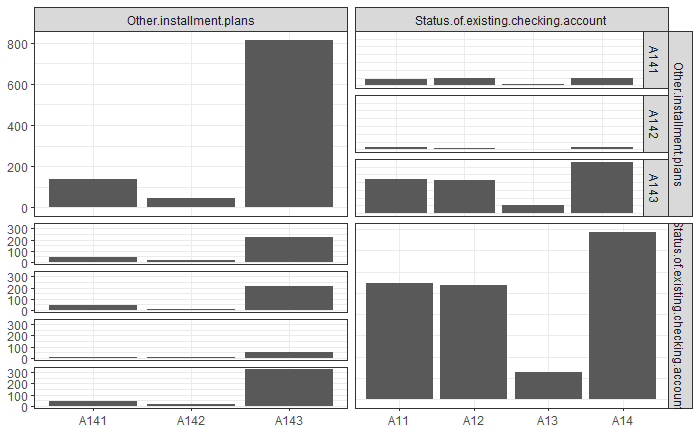 Other.installment.plans
Status.of.existing.checking.account
800
600
400
200
0
A141
A142
A143
Other.installment.plans
300
200
100
0
300
200
100
0
300
200
100
0
300
200
100
0
Status.of.existing.checking.account
A141 A142 A143
A11 A12 A13 A14